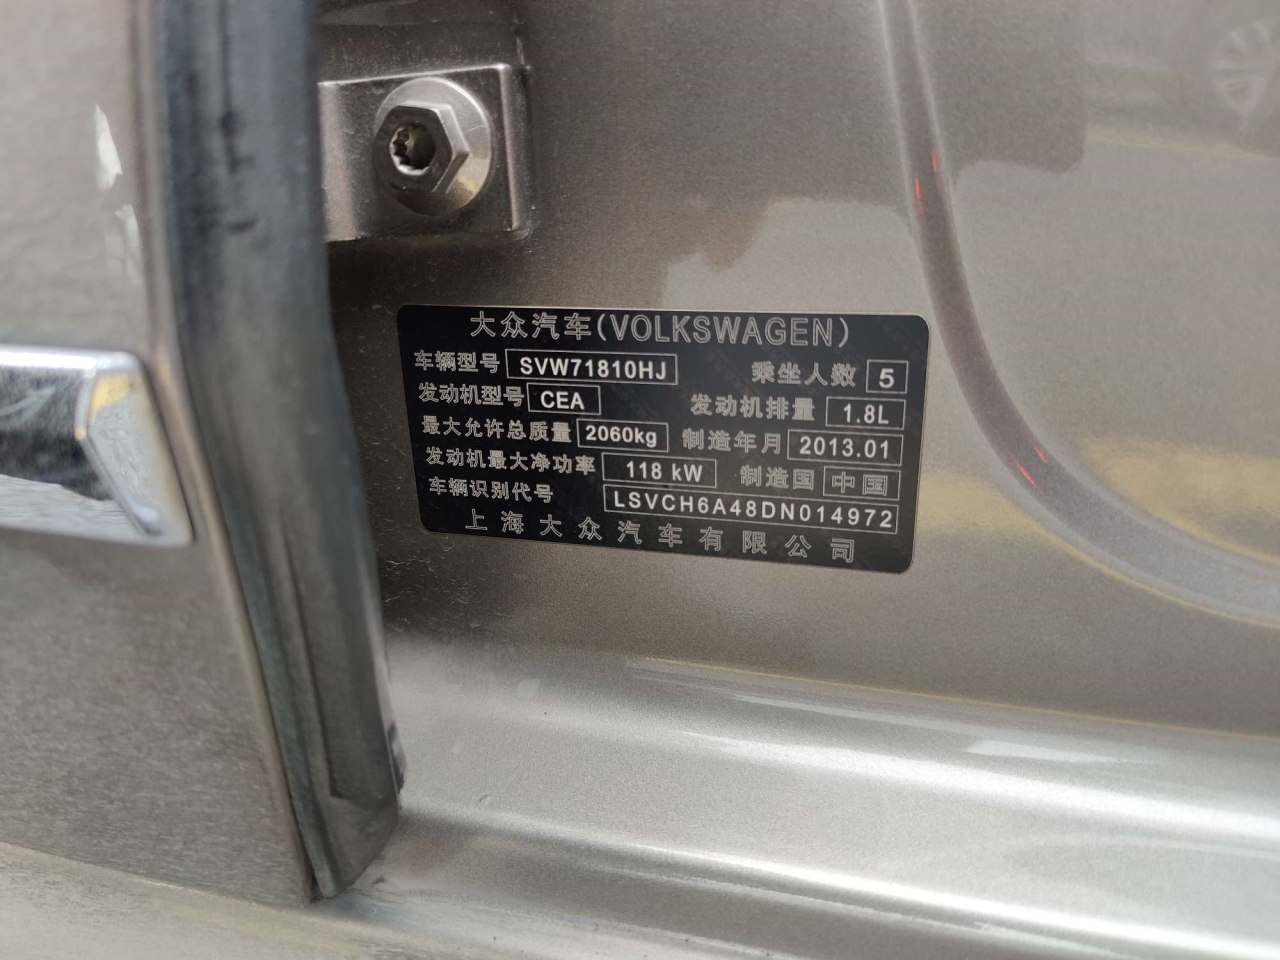 大众汽车(VOLKSWAGEN)
车辆型号 SVW71810HJ 乘坐人数 5
发动机型号 CEA 发动机排量 1.8L
最大允许总质量 2060kg 制造年月 2013.01
发动机最大净功率 118 kW 制造国 中国
车辆识别代号 LSVCH6A48DN014972
上海大众汽车有限公司